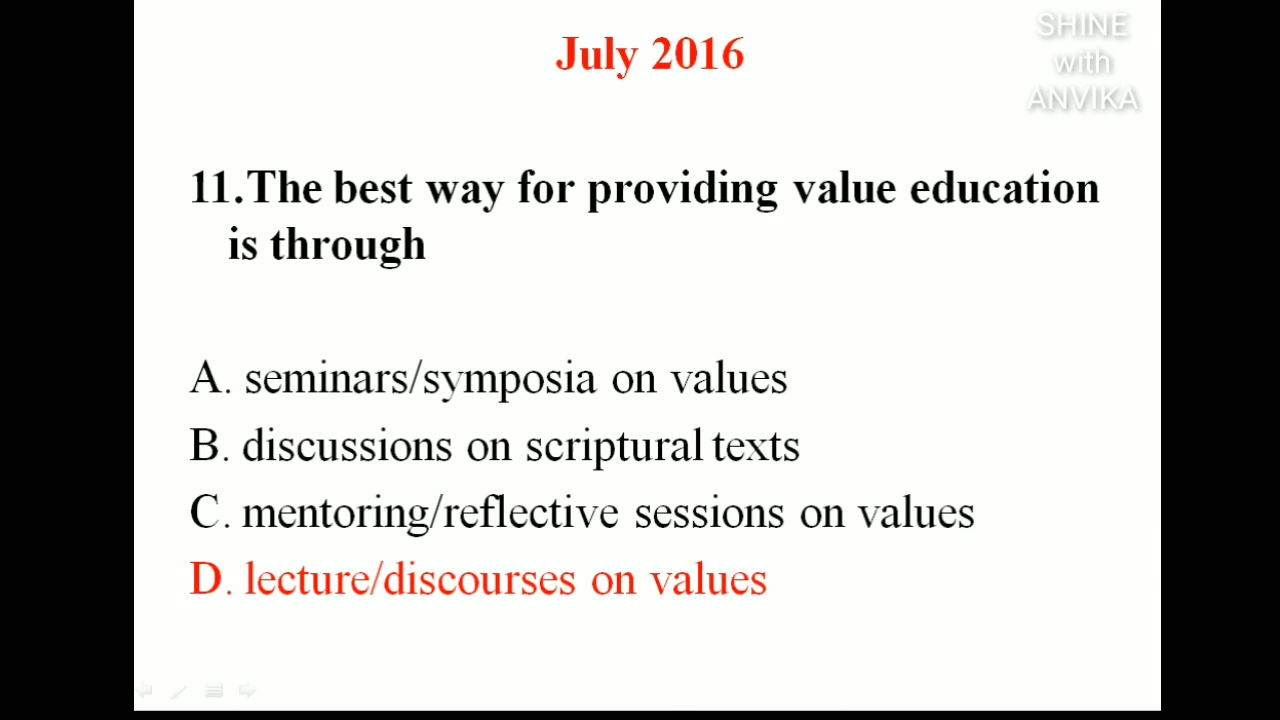 July 2016
SHINE
with
ANVIKA
11.The best way for providing value education
is through
A. seminars/symposia on values
B. discussions on scriptural texts
C. mentoring/reflective sessions on values
D. lecture/discourses on values